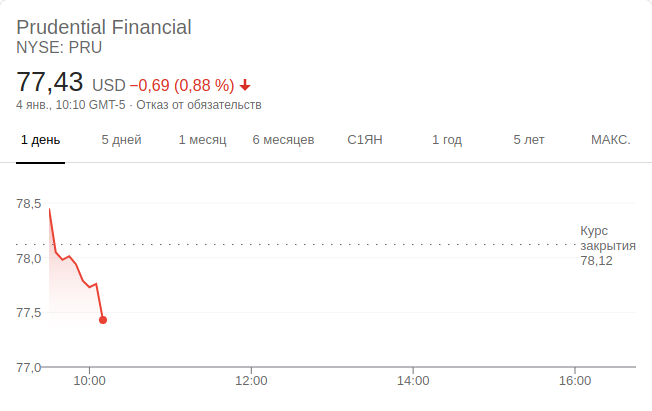 Prudential Financial
NYSE: PRU
77,43 USD −0,69 (0,88 %)
4 янв., 10:10 GMT-5 · Отказ от обязательств
1 день 5 дней 1 месяц 6 месяцев С1ЯН 1 год 5 лет МАКС.
78,5
Курс
закрытия
78,12
78,0
77,5
77,0
10:00 12:00 14:00 16:00